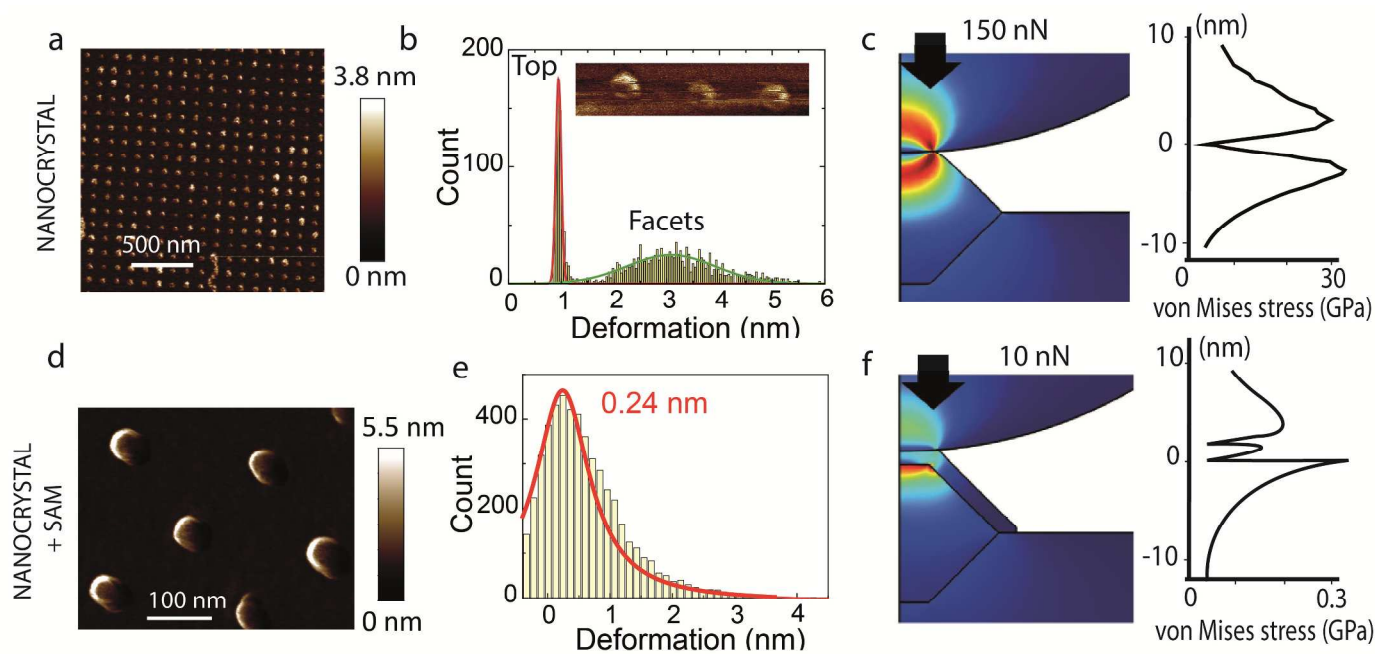 a
NANOCRYSTAL
500 nm
3.8 nm
0 nm
b
200
150
100
50
0
Count
Top
Facets
0 1 2 3 4 5 6
Deformation (nm)
c
150 nN
(nm)
10
0
-10
0 30
von Mises stress (GPa)
d
NANOCRYSTAL
+ SAM
100 nm
5.5 nm
0 nm
e
400
200
0
Count
0.24 nm
0 1 2 3 4
Deformation (nm)
f
10 nN
(nm)
10
0
-10
0 0.3
von Mises stress (GPa)